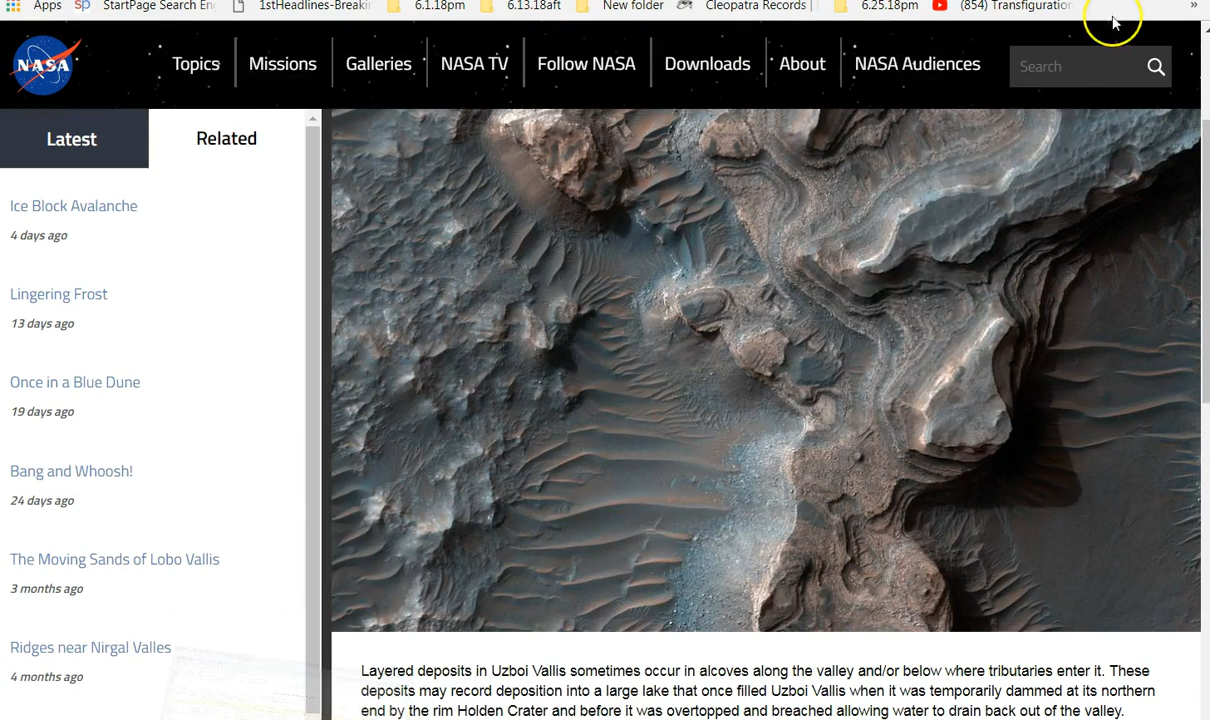 Apps StartPage Search En 1stHeadlines-Breaki 6.1.18pm 6.13.18aft New folder Cleopatra Records | 6.25.18pm (854) Transfiguration »
NASA Topics Missions Galleries NASA TV Follow NASA Downloads About NASA Audiences Search
Latest Related
Ice Block Avalanche
4 days ago
Lingering Frost
13 days ago
Once in a Blue Dune
19 days ago
Bang and Whoosh!
24 days ago
The Moving Sands of Lobo Vallis
3 months ago
Ridges near Nirgal Valles
4 months ago
Layered deposits in Uzboi Vallis sometimes occur in alcoves along the valley and/or below where tributaries enter it. These
deposits may record deposition into a large lake that once filled Uzboi Vallis when it was temporarily dammed at its northern
end by the rim Holden Crater and before it was overtopped and breached allowing water to drain back out of the valley.